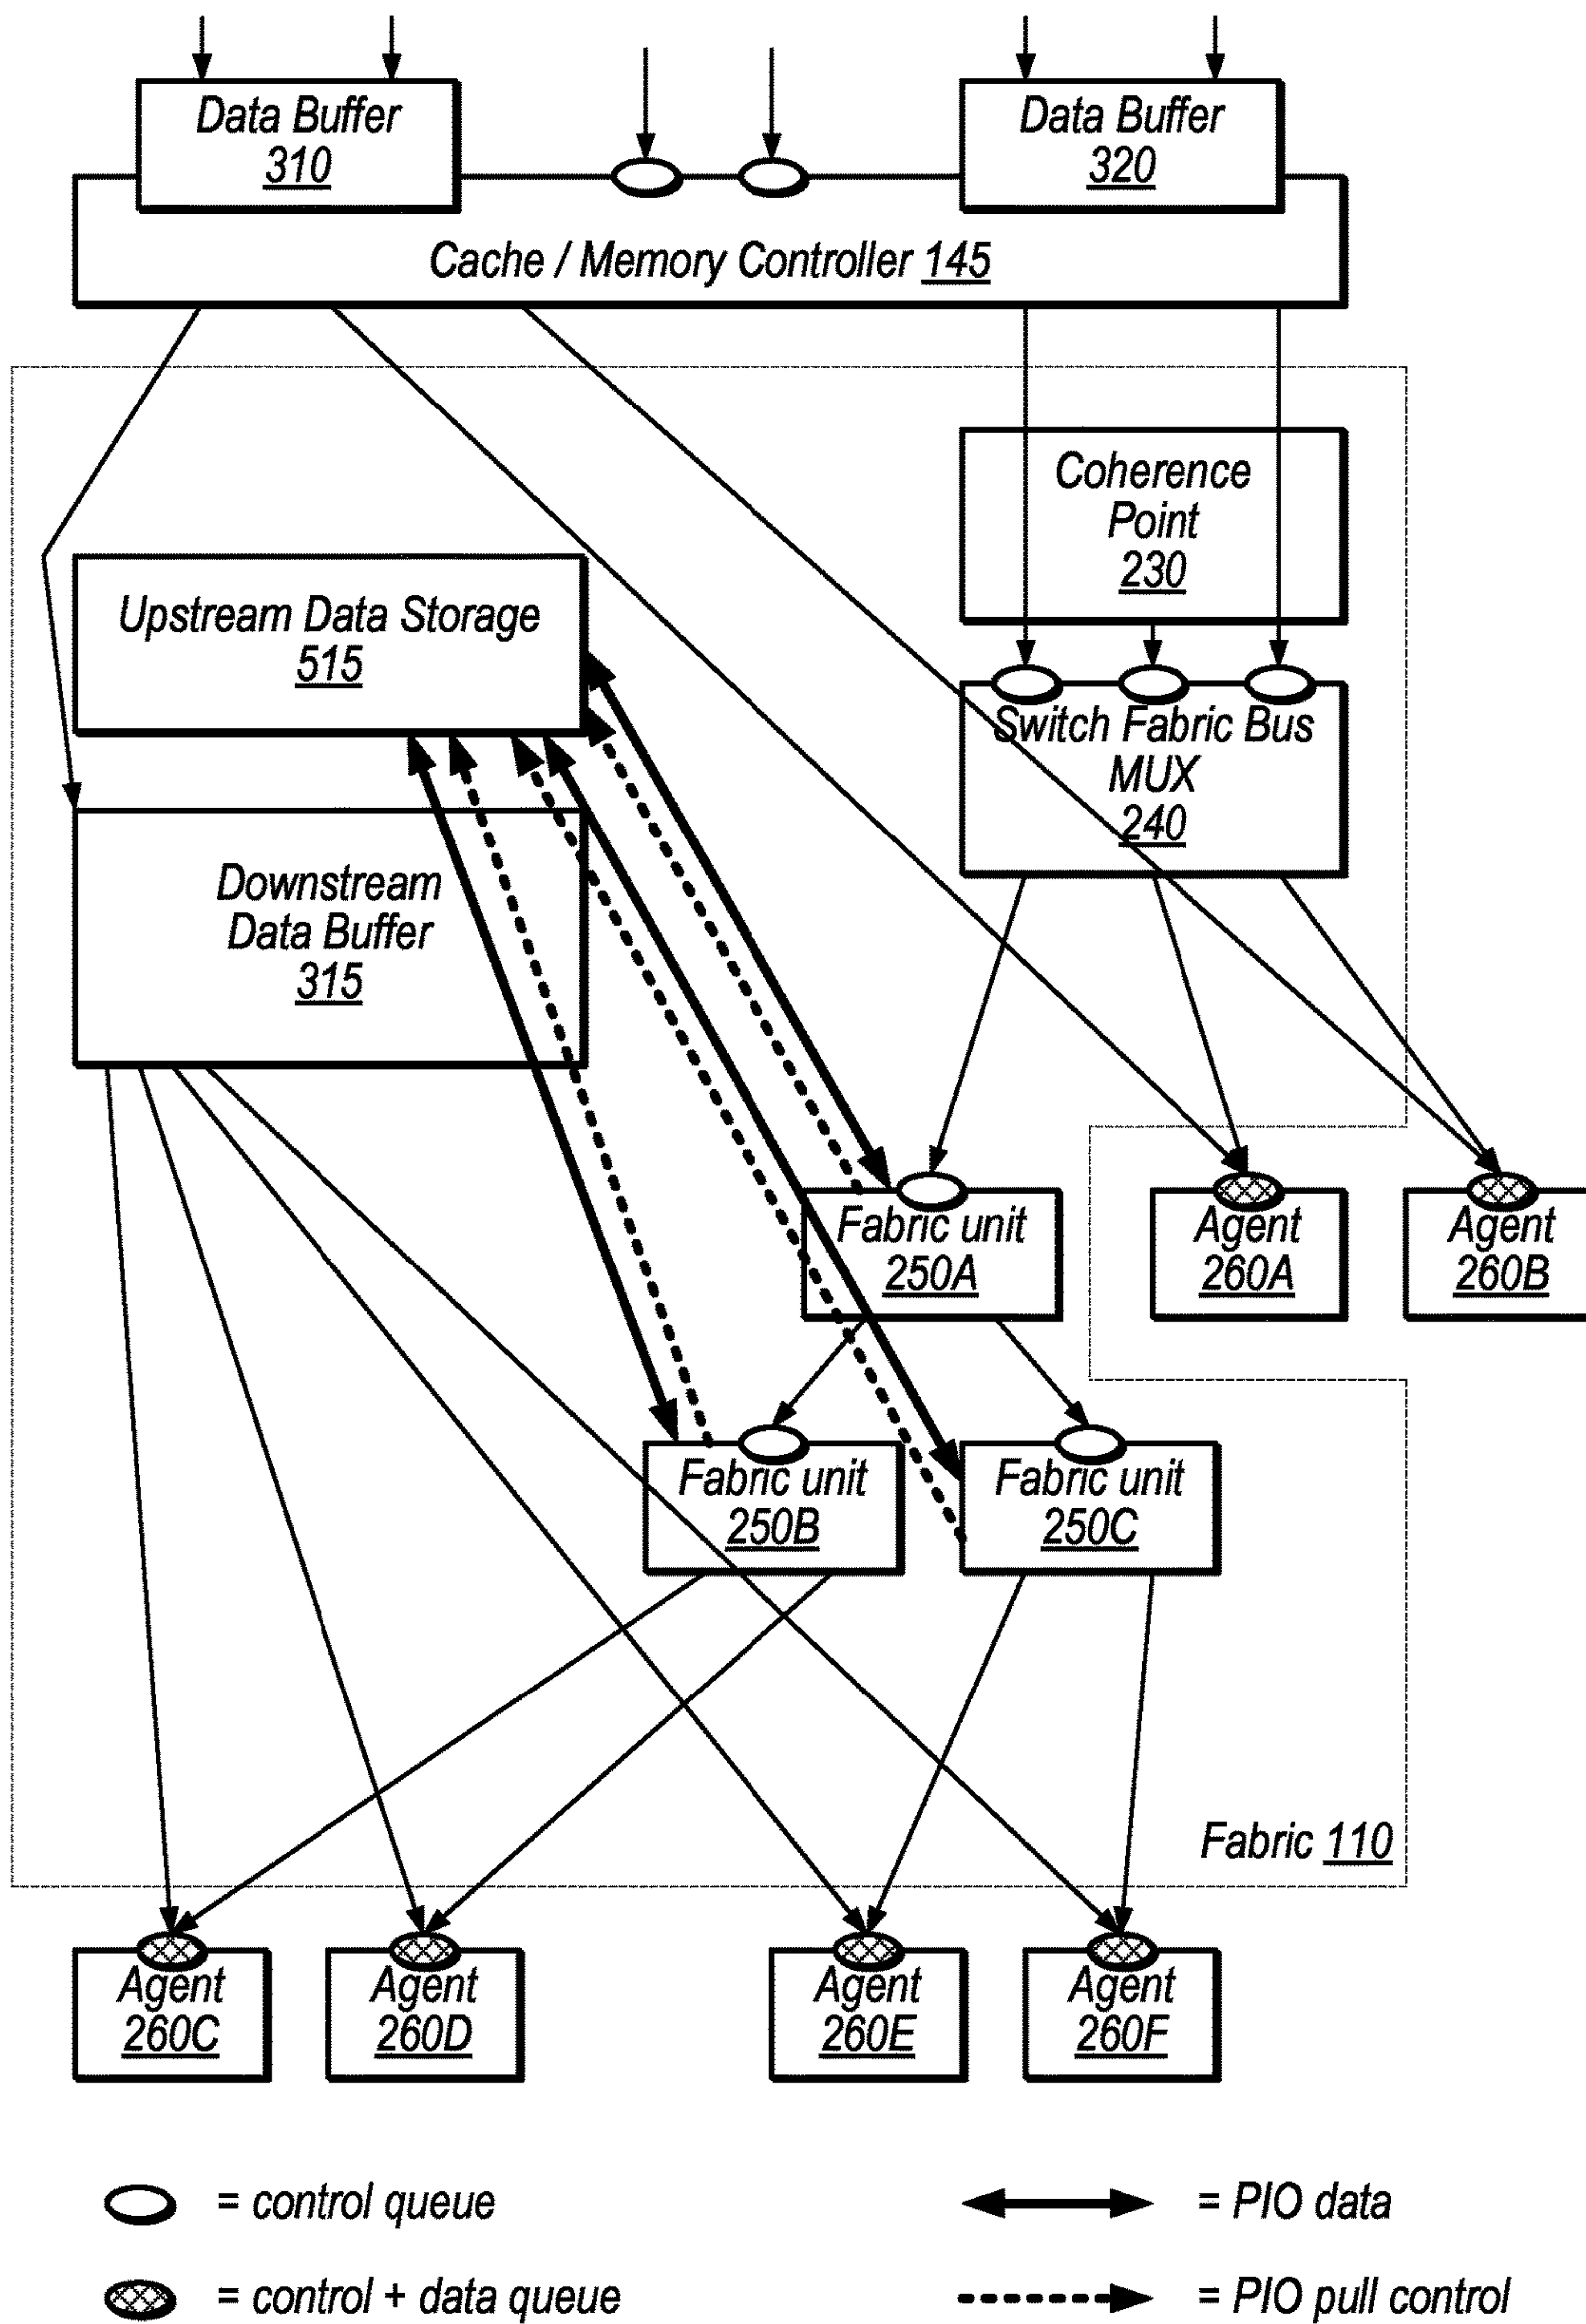 Data Buffer
310
Data Buffer
320
Cache / Memory Controller 145
Coherence
Point
230
Upstream Data Storage
515
Switch Fabric Bus
MUX
240
Downstream
Data Buffer
315
Fabric unit
250A
Agent
260A
Agent
260B
Fabric unit
250B
Fabric unit
250C
Fabric 110
Agent
260C
Agent
260D
Agent
260E
Agent
260F
= control queue
= PIO data
= control + data queue
= PIO pull control